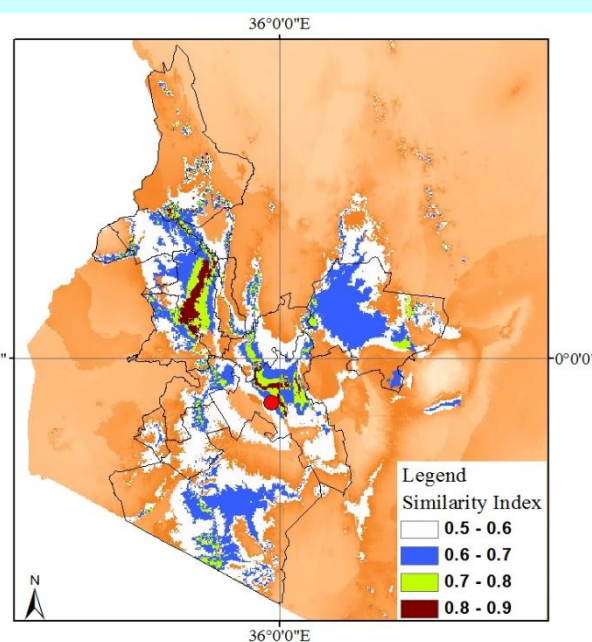 36°0'0"E
"
0°0'0"
Legend
Similarity Index
0.5 - 0.6
0.6 - 0.7
0.7 - 0.8
0.8 - 0.9
N
36°0'0"E